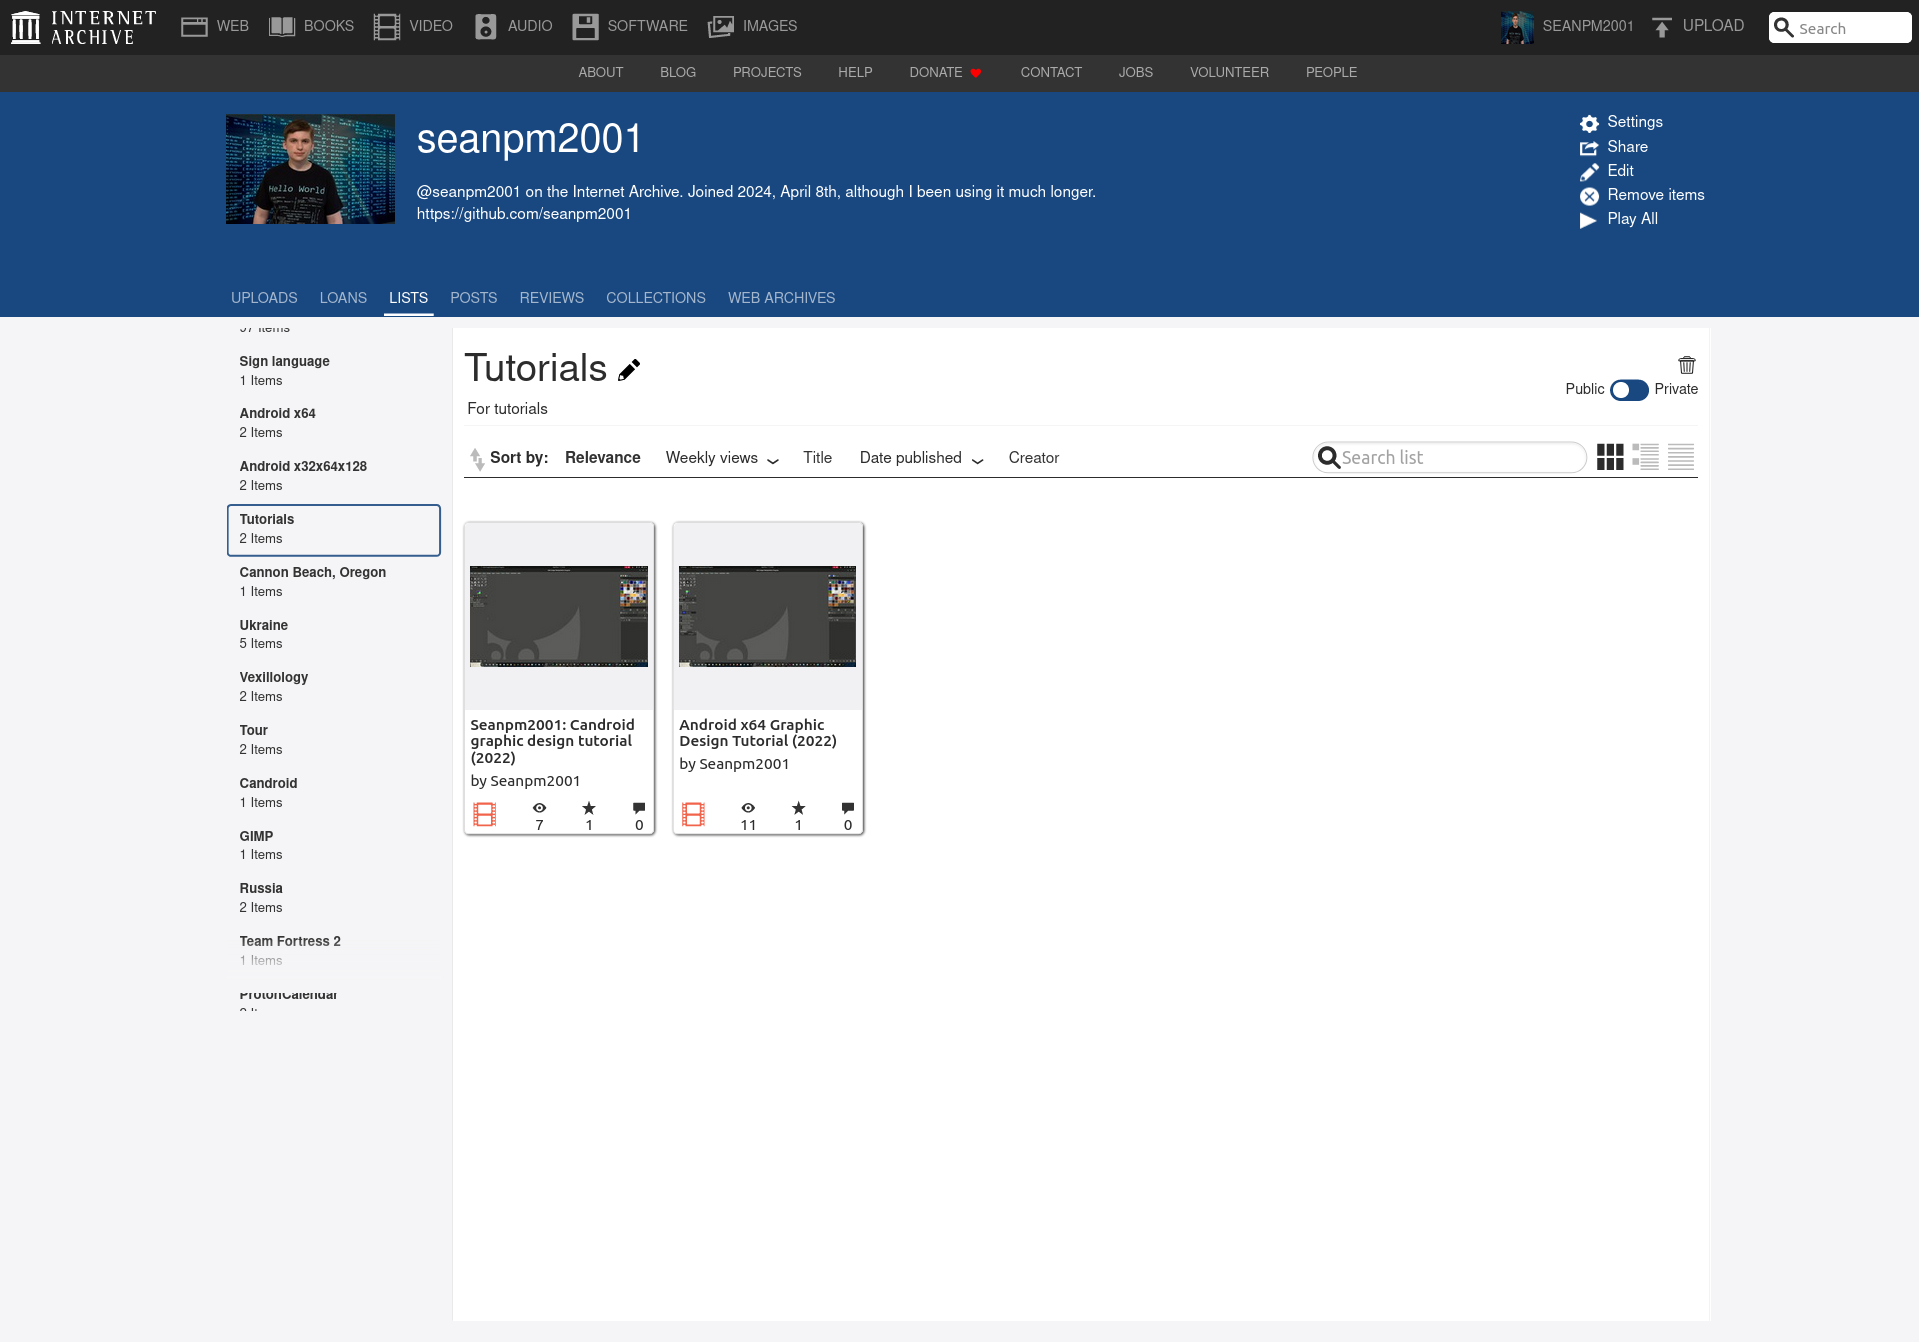 INTERNET ARCHIVE
WEB BOOKS VIDEO AUDIO SOFTWARE IMAGES
SEANPM2001 UPLOAD Search
ABOUT BLOG PROJECTS HELP DONATE CONTACT JOBS VOLUNTEER PEOPLE
Hello World
seanpm2001
@seanpm2001 on the Internet Archive. Joined 2024, April 8th, although I been using it much longer.
https://github.com/seanpm2001
Settings
Share
Edit
Remove items
Play All
UPLOADS LOANS LISTS POSTS REVIEWS COLLECTIONS WEB ARCHIVES
Items
Sign language
1 Items
Android x64
2 Items
Android x32x64x128
2 Items
Tutorials
2 Items
Cannon Beach, Oregon
1 Items
Ukraine
5 Items
Vexillology
2 Items
Tour
2 Items
Candroid
1 Items
GIMP
1 Items
Russia
2 Items
Team Fortress 2
1 Items
ProtonCalendar
Tutorials
For tutorials
Public Private
Sort by: Relevance Weekly views Title Date published Creator
Search list
Seanpm2001: Candroid
graphic design tutorial
(2022)
by Seanpm2001
7 1 0
Android x64 Graphic
Design Tutorial (2022)
by Seanpm2001
11 1 0